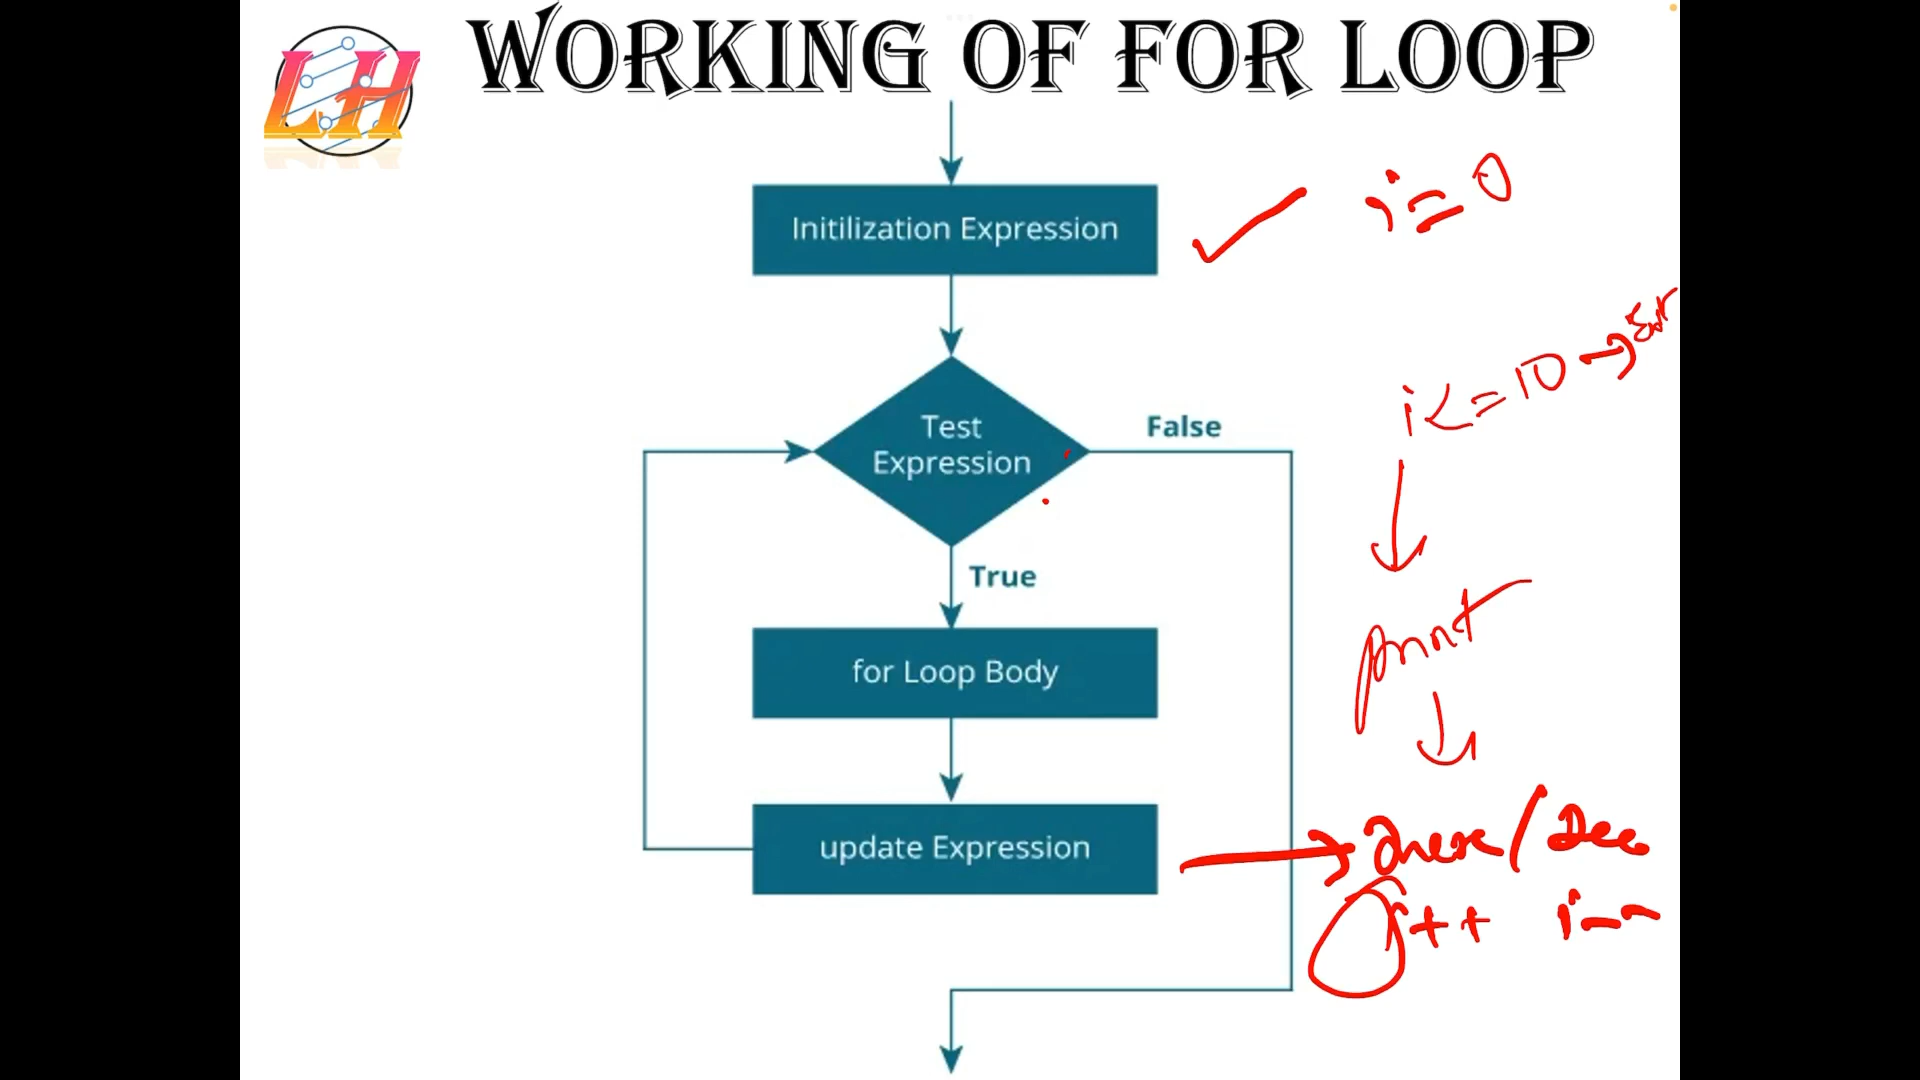 LH
WORKING OF FOR LOOP
Initilization Expression
i = 0
i <= 10 →
Test
Expression
False
True
print
for Loop Body
update Expression
/ Dec
i++ i--